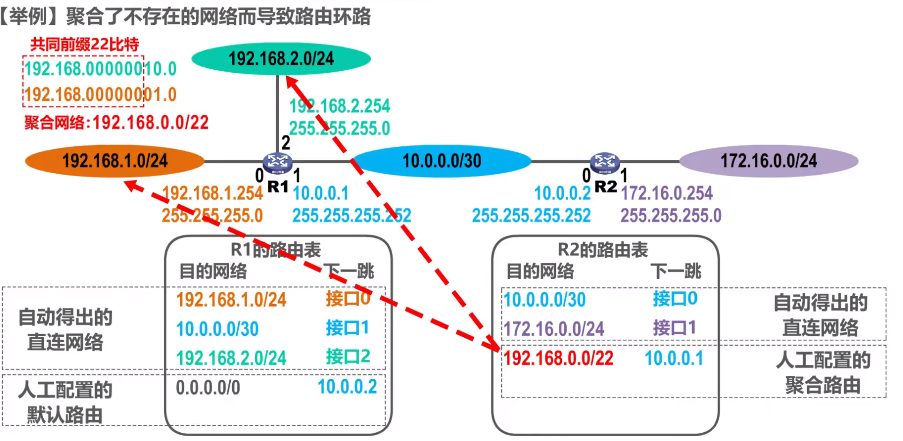 【举例】聚合了不存在的网络而导致路由环路
共同前缀22比特
192.168.00000010.0
192.168.00000001.0
聚合网络:192.168.0.0/22
192.168.2.0/24
192.168.2.254
255.255.255.0
2
192.168.1.0/24
0
R1
1
10.0.0.0/30
0
R2
1
172.16.0.0/24
192.168.1.254
255.255.255.0
10.0.0.1
255.255.255.252
10.0.0.2
255.255.255.252
172.16.0.254
255.255.255.0
R1的路由表
目的网络 下一跳
192.168.1.0/24 接口0
10.0.0.0/30 接口1
192.168.2.0/24 接口2
0.0.0.0/0 10.0.0.2
自动得出的
直连网络
人工配置的
默认路由
R2的路由表
目的网络 下一跳
10.0.0.0/30 接口0
172.16.0.0/24 接口1
192.168.0.0/22 10.0.0.1
自动得出的
直连网络
人工配置的
聚合路由